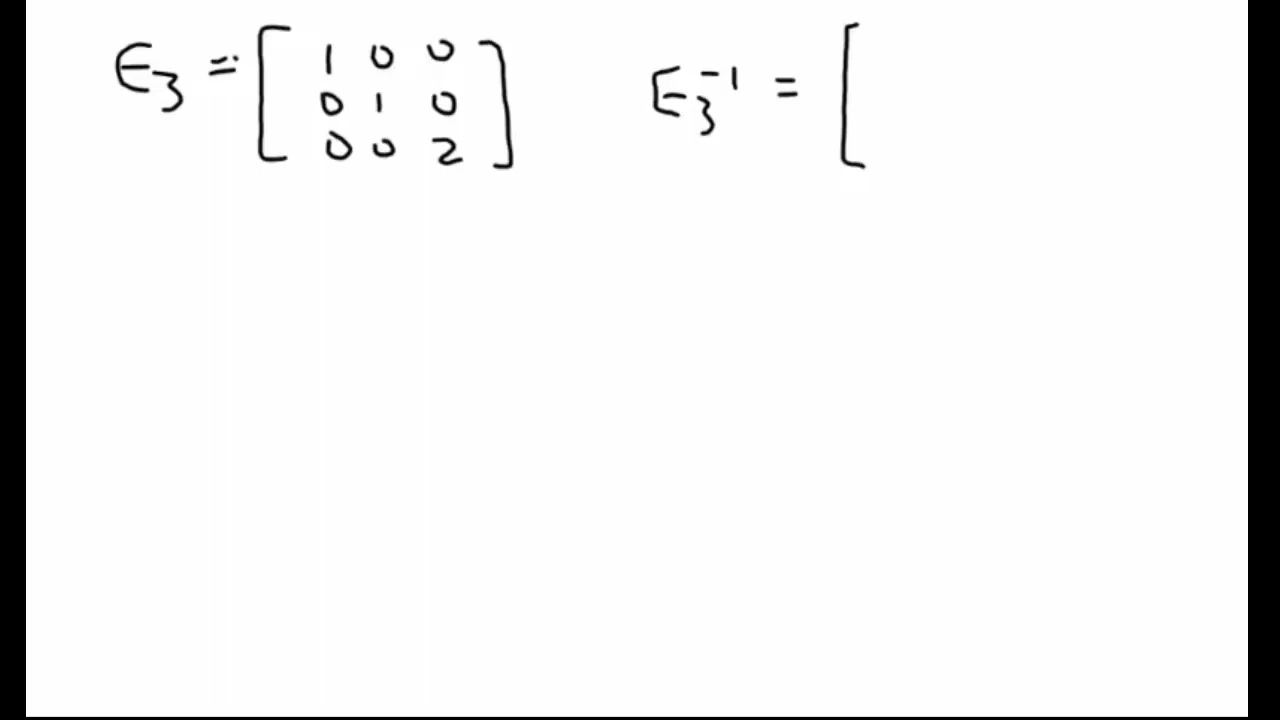 E₃ = [ 1 0 0    E₃⁻¹ = [
0 1 0
0 0 2 ]